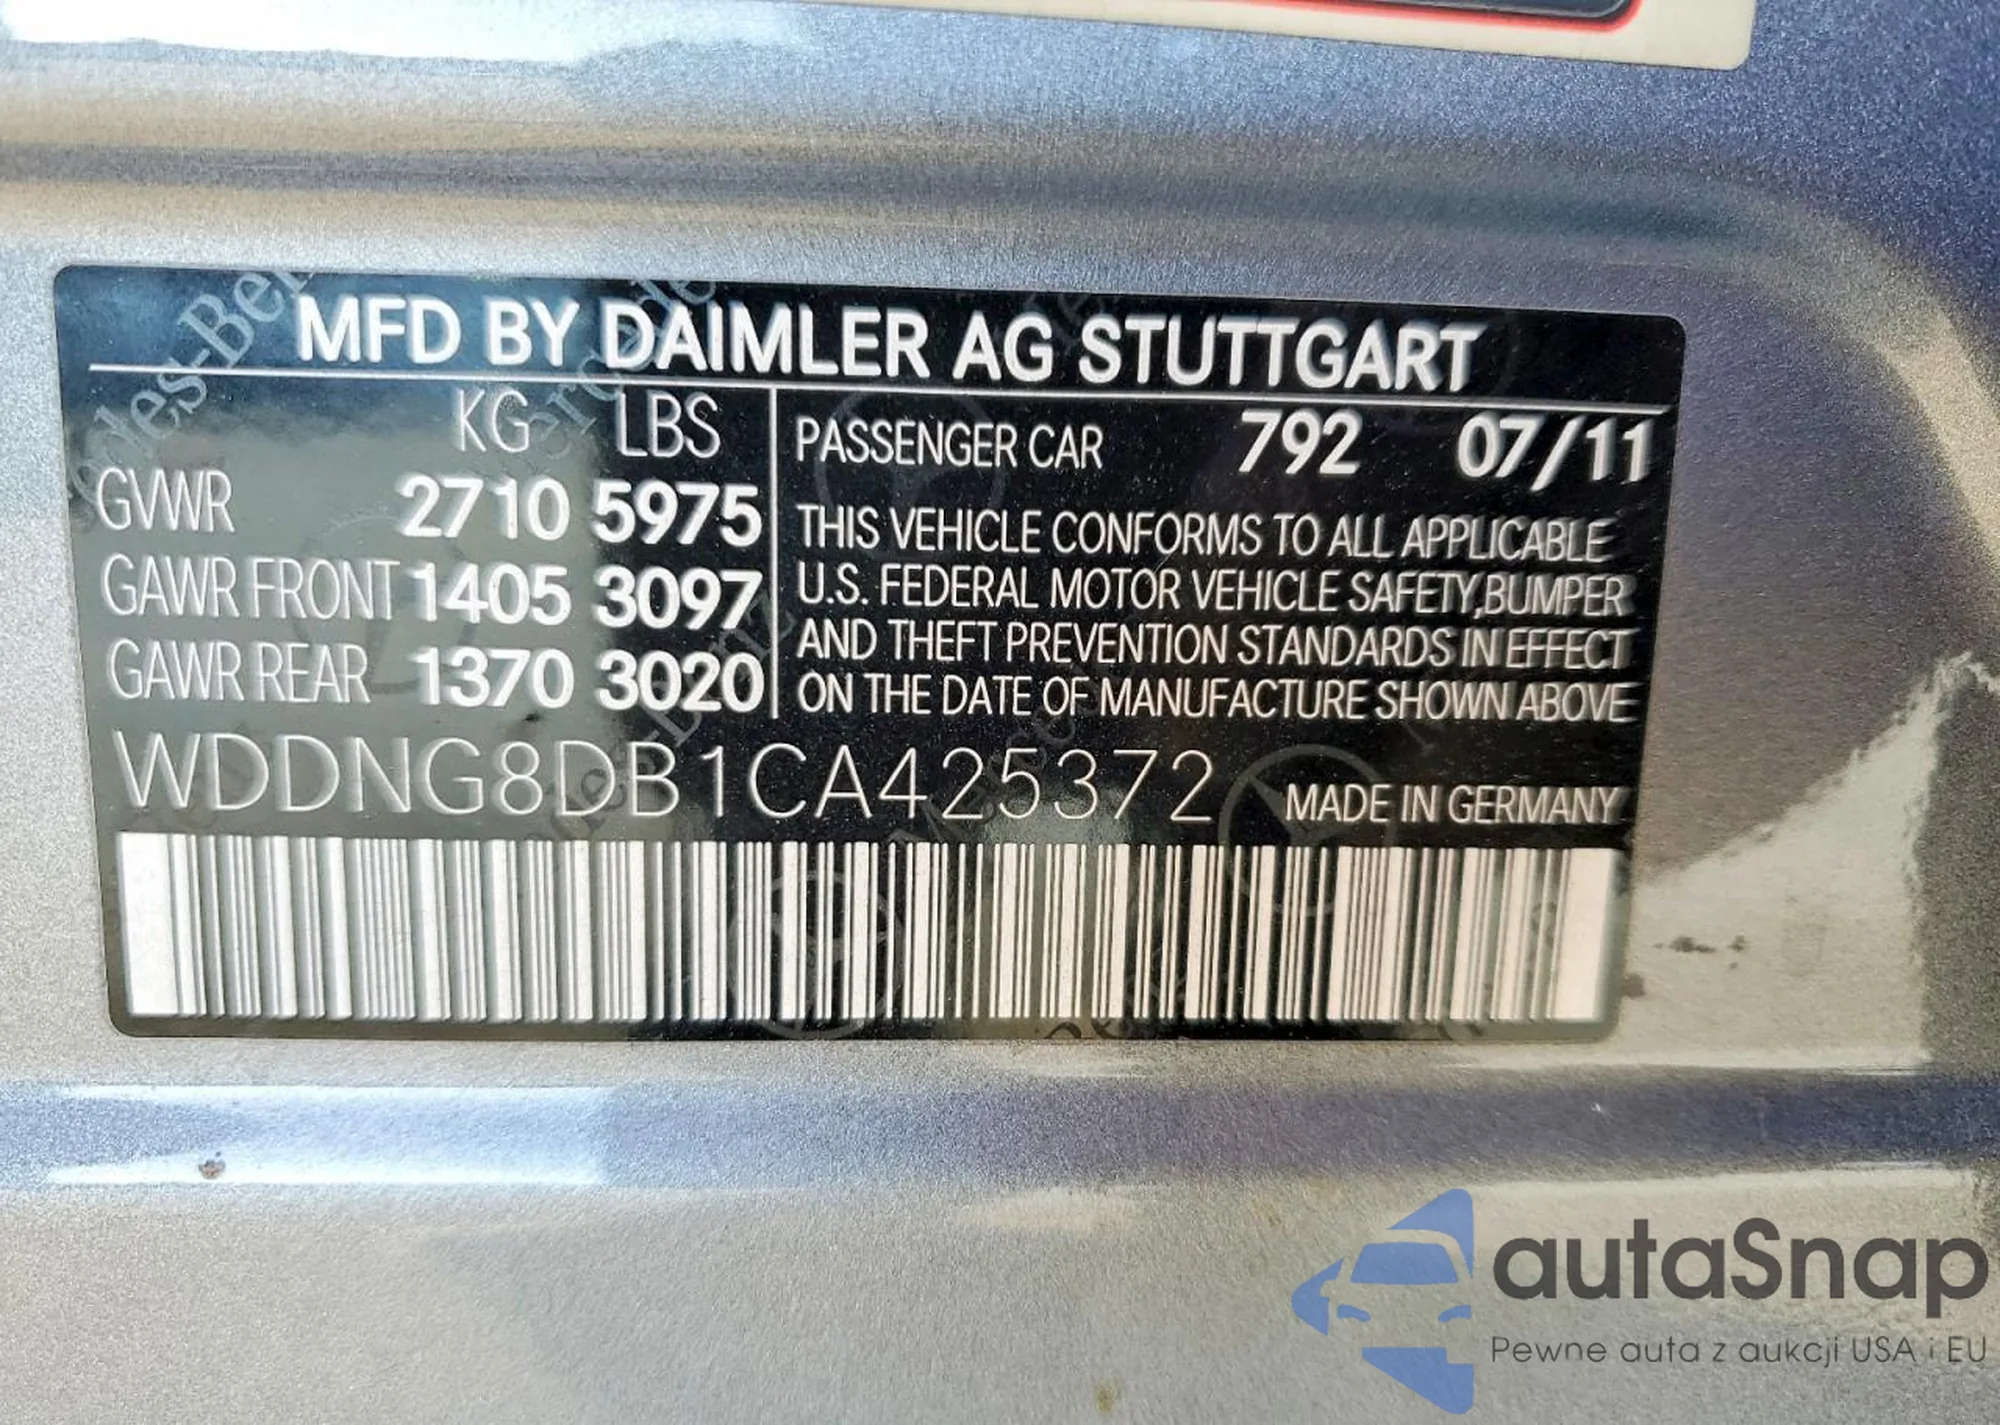 MFD BY DAIMLER AG STUTTGART
KG LBS
GVWR 2710 5975
GAWR FRONT 1405 3097
GAWR REAR 1370 3020
PASSENGER CAR 792 07/11
THIS VEHICLE CONFORMS TO ALL APPLICABLE
U.S. FEDERAL MOTOR VEHICLE SAFETY,BUMPER
AND THEFT PREVENTION STANDARDS IN EFFECT
ON THE DATE OF MANUFACTURE SHOWN ABOVE
WDDNG8DB1CA425372
MADE IN GERMANY
autaSnap
Pewne auta z aukcji USA i EU